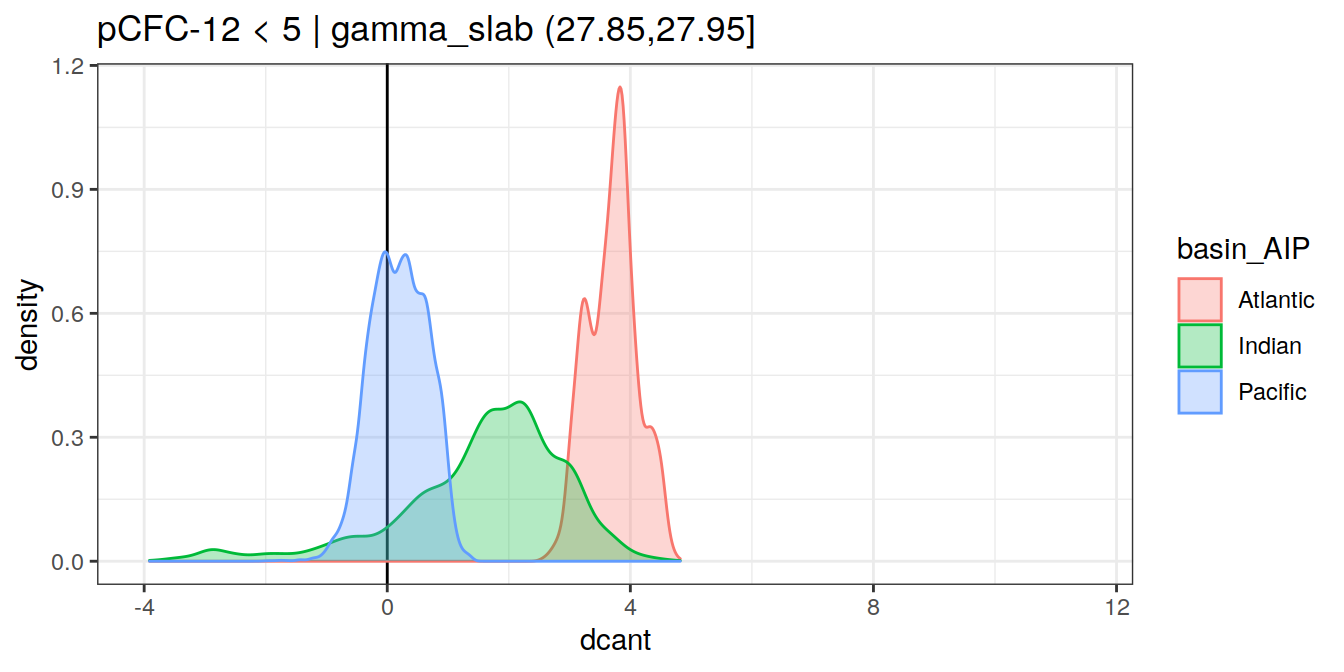 pCFC-12 < 5 | gamma_slab (27.85,27.95]
1.2
0.9
0.6
0.3
0.0
density
-4
0
4
8
12
dcant
basin_AIP
Atlantic
Indian
Pacific